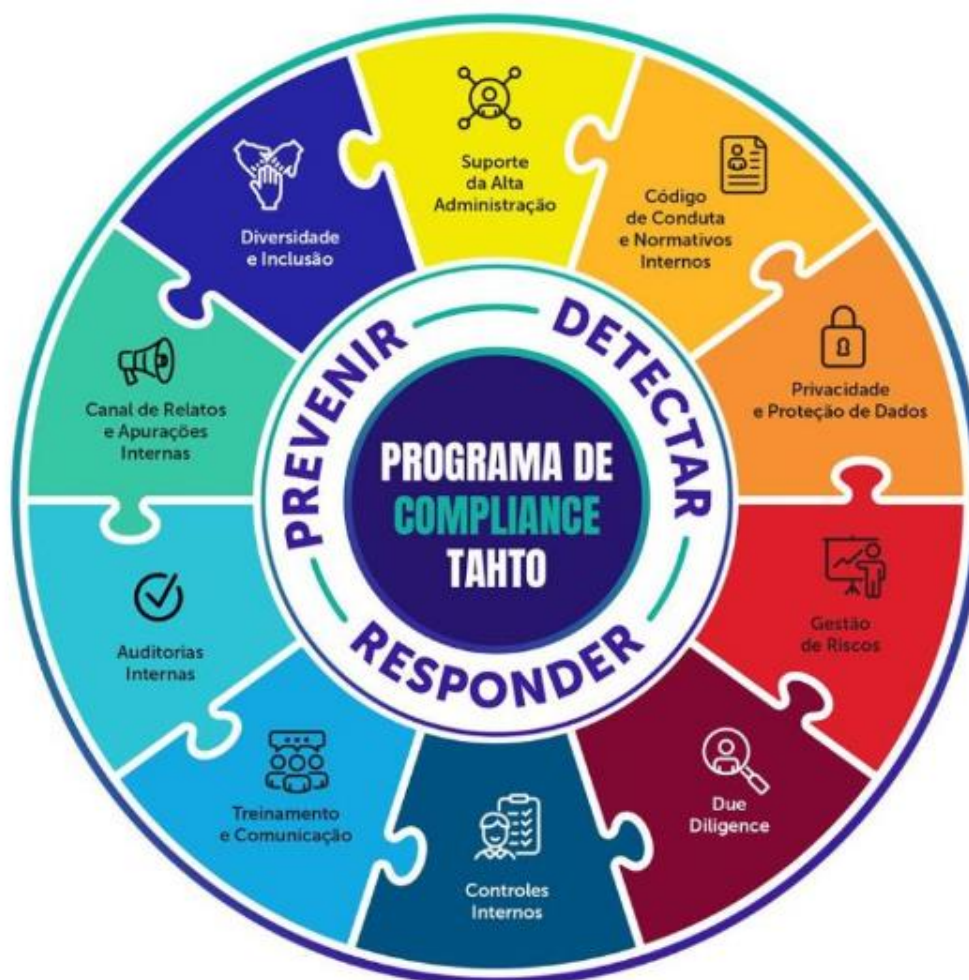 Suporte
da Alta
Administração
Código
de Conduta
e Normativos
Internos
Privacidade
e Proteção de Dados
Gestão
de Riscos
Due
Diligence
Controles
Internos
Treinamento
e Comunicação
Auditorias
Internas
Canal de Relatos
e Apurações
Internas
Diversidade
e Inclusão
PREVENIR
DETECTAR
RESPONDER
PROGRAMA DE
COMPLIANCE
TAHTO